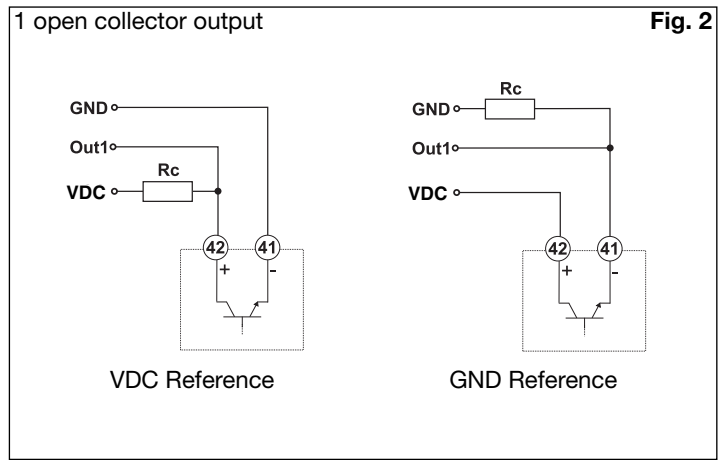 1 open collector output Fig. 2
GND
Out1
Rc
VDC
42 41
+ -
VDC Reference
Rc
GND
Out1
VDC
42 41
+ -
GND Reference